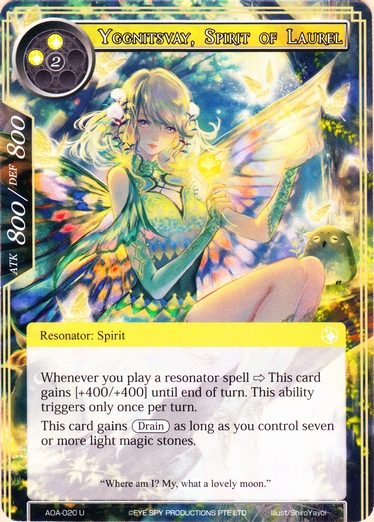 Yggnitsvay, Spirit of Laurel
2
ATK 800 / DEF 800
Resonator: Spirit
Whenever you play a resonator spell ⇨ This card
gains [+400/+400] until end of turn. This ability
triggers only once per turn.
This card gains Drain as long as you control seven
or more light magic stones.
“Where am I? My, what a lovely moon.”
AOA-020 U ©EYE SPY PRODUCTIONS PTE LTD Illust/ShiroYayoi